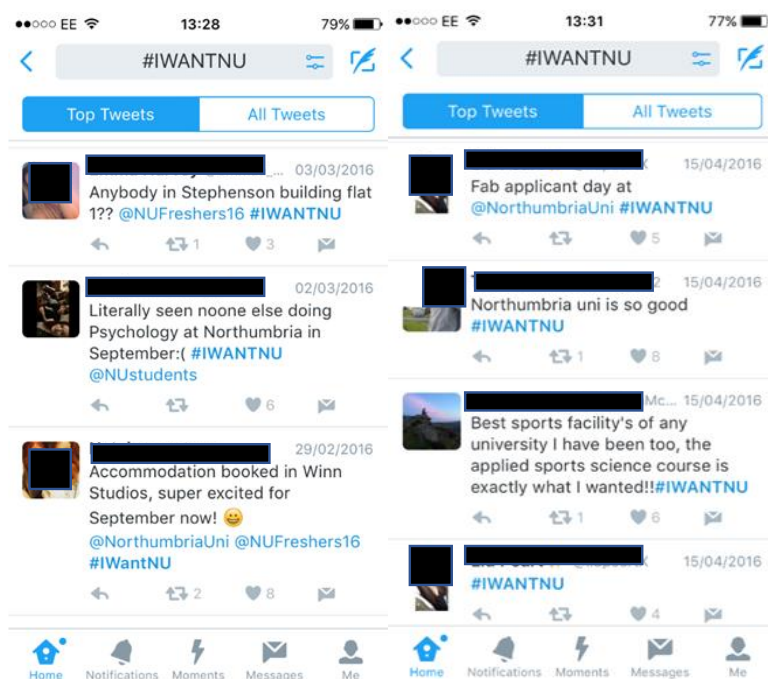 EE 13:28 79%
#IWANTNU
Top Tweets All Tweets
03/03/2016
Anybody in Stephenson building flat
1?? @NUFreshers16 #IWANTNU
1 3
02/03/2016
Literally seen noone else doing
Psychology at Northumbria in
September:( #IWANTNU
@NUstudents
6
29/02/2016
Accommodation booked in Winn
Studios, super excited for
September now! 😀
@NorthumbriaUni @NUFreshers16
#IWantNU
2 8
Home Notifications Moments Messages Me
EE 13:31 77%
#IWANTNU
Top Tweets All Tweets
15/04/2016
Fab applicant day at
@NorthumbriaUni #IWANTNU
5
2 15/04/2016
Northumbria uni is so good
#IWANTNU
1 8
Mc... 15/04/2016
Best sports facility's of any
university I have been too, the
applied sports science course is
exactly what I wanted!!#IWANTNU
1 6
15/04/2016
#IWANTNU
4
Home Notifications Moments Messages Me